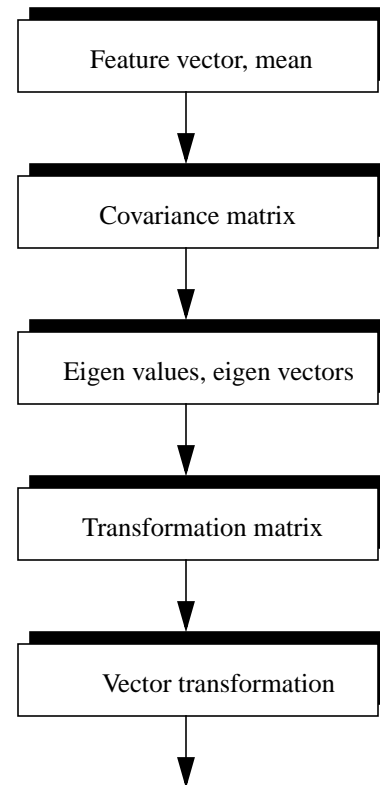 Feature vector, mean
Covariance matrix
Eigen values, eigen vectors
Transformation matrix
Vector transformation